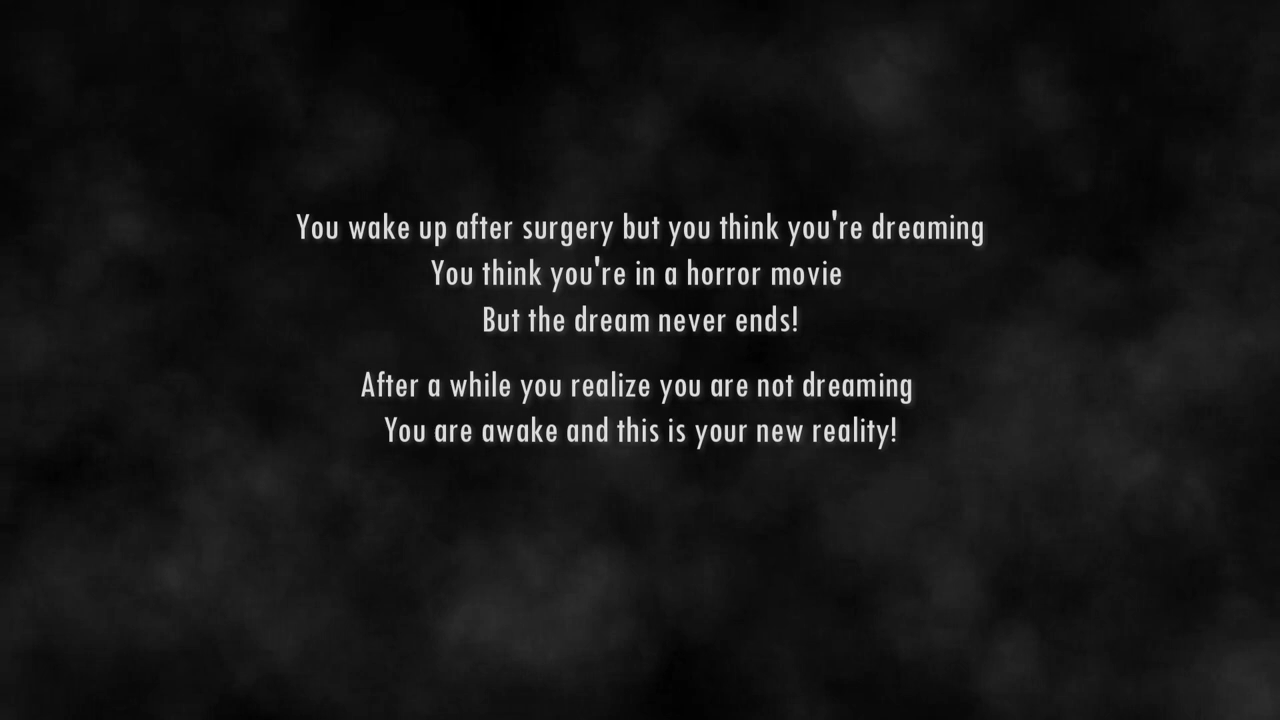 You wake up after surgery but you think you're dreaming
You think you're in a horror movie
But the dream never ends!
After a while you realize you are not dreaming
You are awake and this is your new reality!